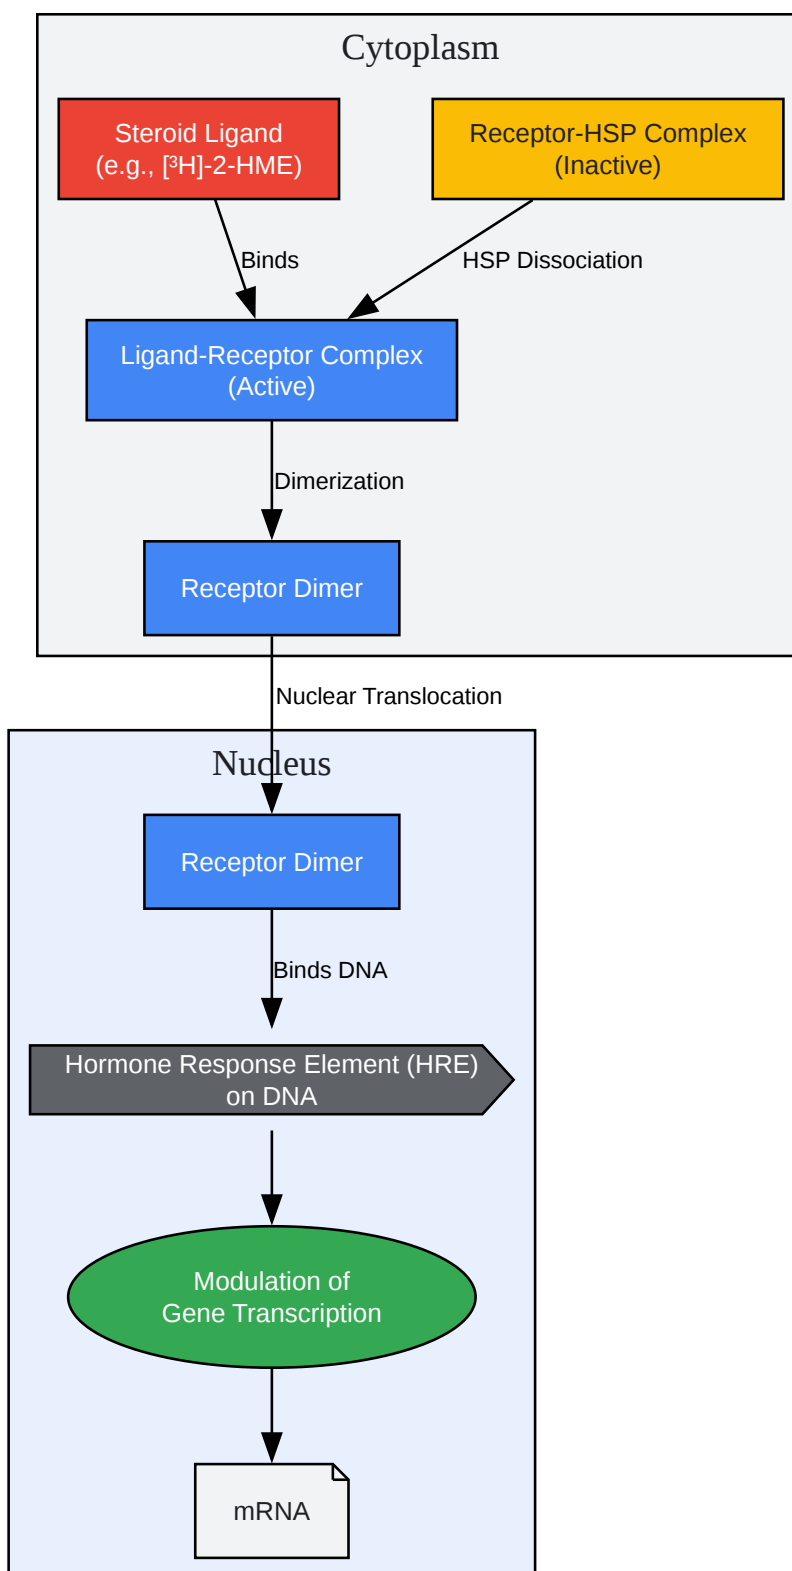 Cytoplasm
Steroid Ligand
(e.g., [³H]-2-HME)
Receptor-HSP Complex
(Inactive)
Binds
HSP Dissociation
Ligand-Receptor Complex
(Active)
Dimerization
Receptor Dimer
Nuclear Translocation
Nucleus
Receptor Dimer
Binds DNA
Hormone Response Element (HRE)
on DNA
Modulation of
Gene Transcription
mRNA